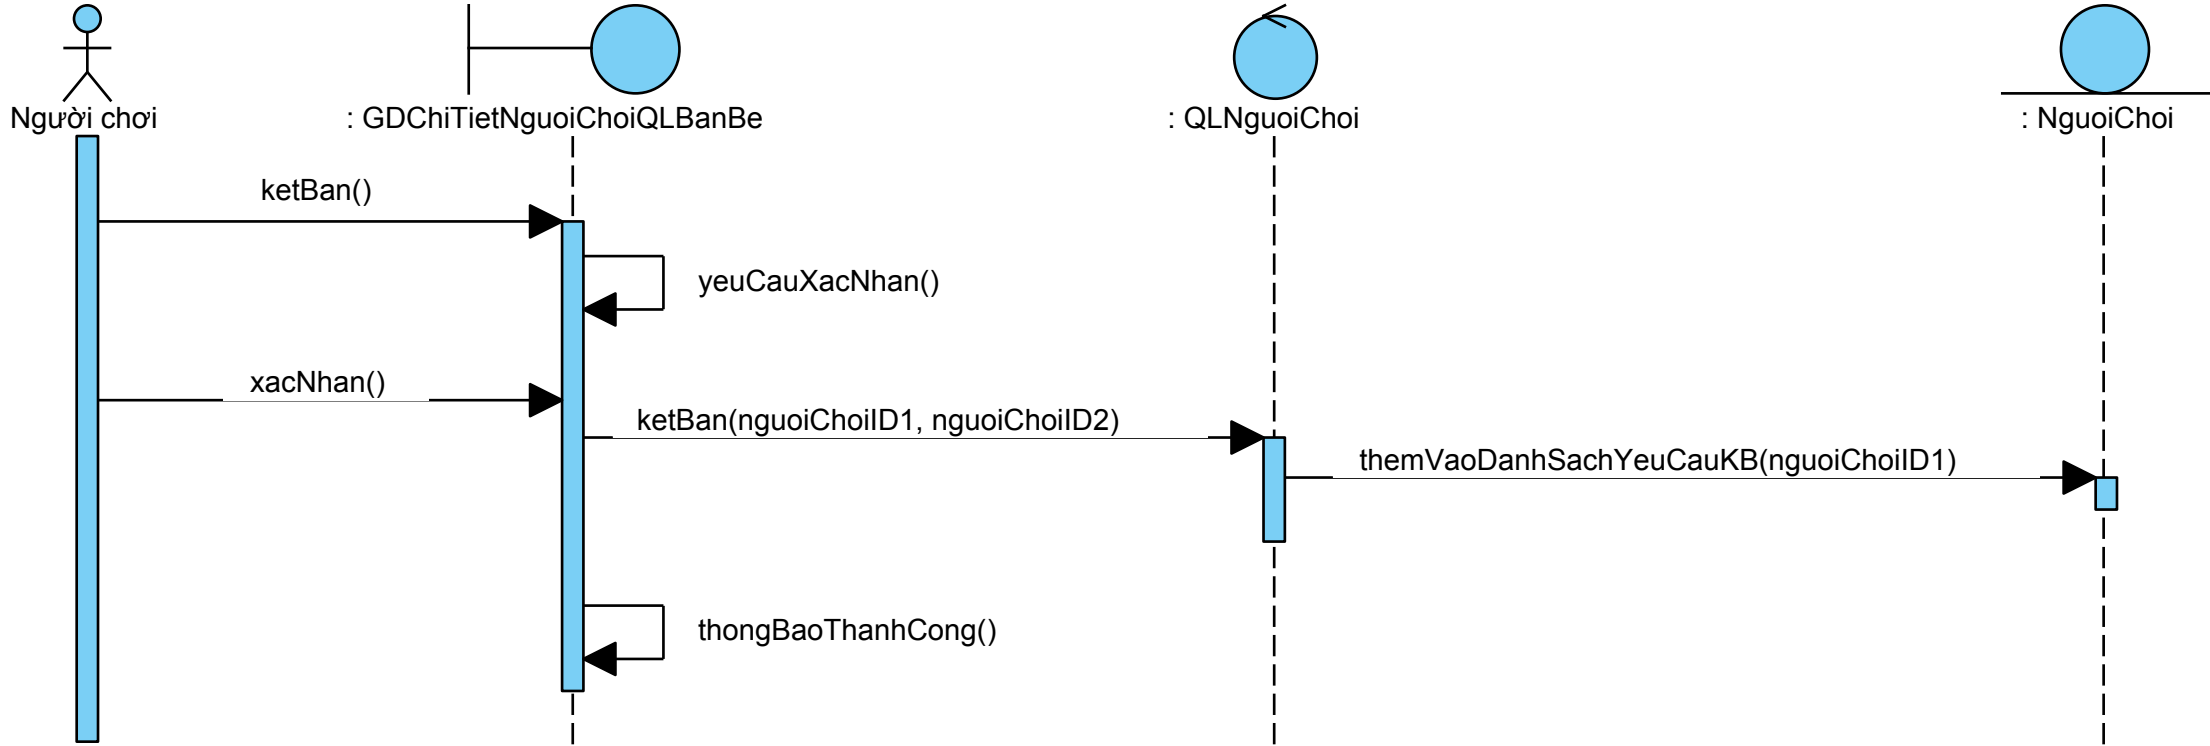 Người chơi
: GDChiTietNguoiChoiQLBanBe
: QLNguoiChoi
: NguoiChoi
ketBan()
yeuCauXacNhan()
xacNhan()
ketBan(nguoiChoiID1, nguoiChoiID2)
themVaoDanhSachYeuCauKB(nguoiChoiID1)
thongBaoThanhCong()